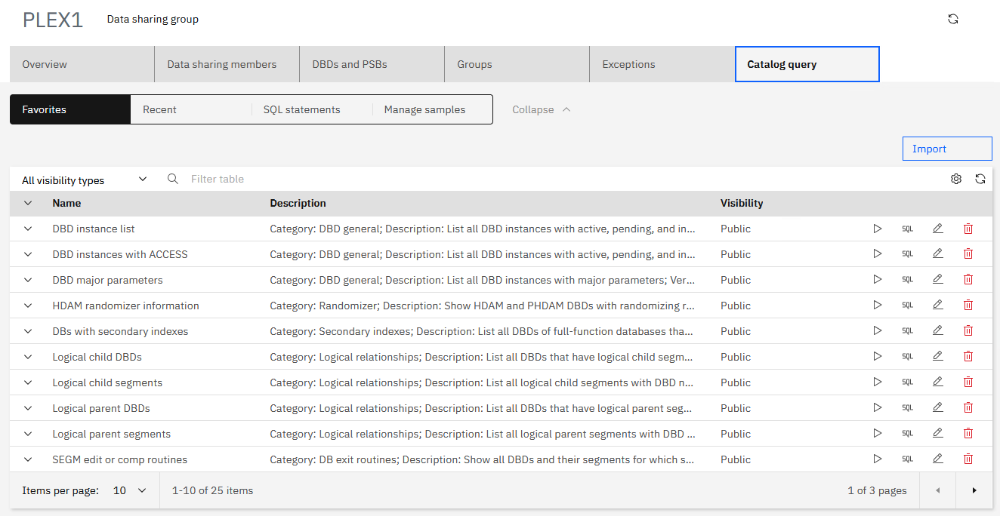 PLEX1 Data sharing group
Overview Data sharing members DBDs and PSBs Groups Exceptions Catalog query
Favorites Recent SQL statements Manage samples Collapse
Import
All visibility types Filter table
Name Description Visibility
DBD instance list Category: DBD general; Description: List all DBD instances with active, pending, and in... Public SQL
DBD instances with ACCESS Category: DBD general; Description: List all DBD instances with active, pending, and in... Public SQL
DBD major parameters Category: DBD general; Description: List all DBD instances with major parameters; Ver... Public SQL
HDAM randomizer information Category: Randomizer; Description: Show HDAM and PHDAM DBDs with randomizing r... Public SQL
DBs with secondary indexes Category: Secondary indexes; Description: List all DBDs of full-function databases tha... Public SQL
Logical child DBDs Category: Logical relationships; Description: List all DBDs that have logical child segm... Public SQL
Logical child segments Category: Logical relationships; Description: List all logical child segments with DBD n... Public SQL
Logical parent DBDs Category: Logical relationships; Description: List all DBDs that have logical parent seg... Public SQL
Logical parent segments Category: Logical relationships; Description: List all logical parent segments with DBD ... Public SQL
SEGM edit or comp routines Category: DB exit routines; Description: Show all DBDs and their segments for which s... Public SQL
Items per page: 10 1-10 of 25 items 1 of 3 pages